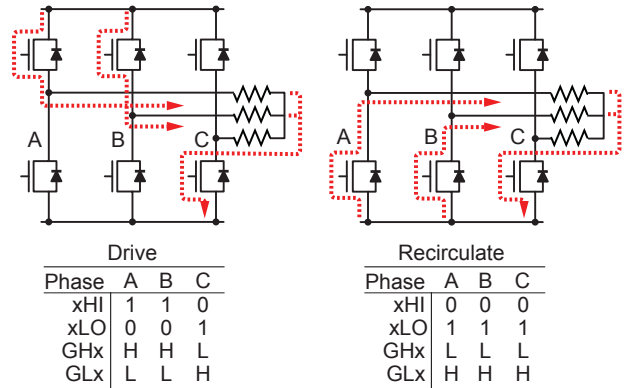 A B C
A B C
Drive
Phase A B C
xHI 1 1 0
xLO 0 0 1
GHx H H L
GLx L L H
Recirculate
Phase A B C
xHI 0 0 0
xLO 1 1 1
GHx L L L
GLx H H H